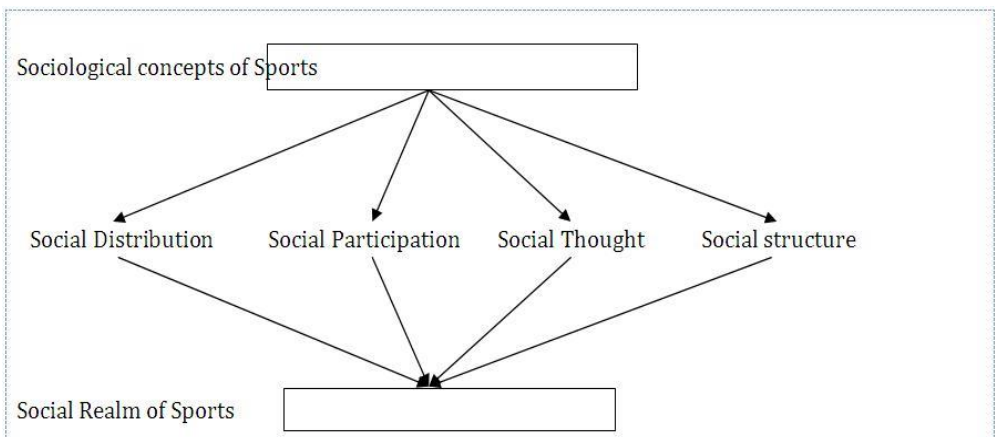 Sociological concepts of Sports
Social Distribution Social Participation Social Thought Social structure
Social Realm of Sports